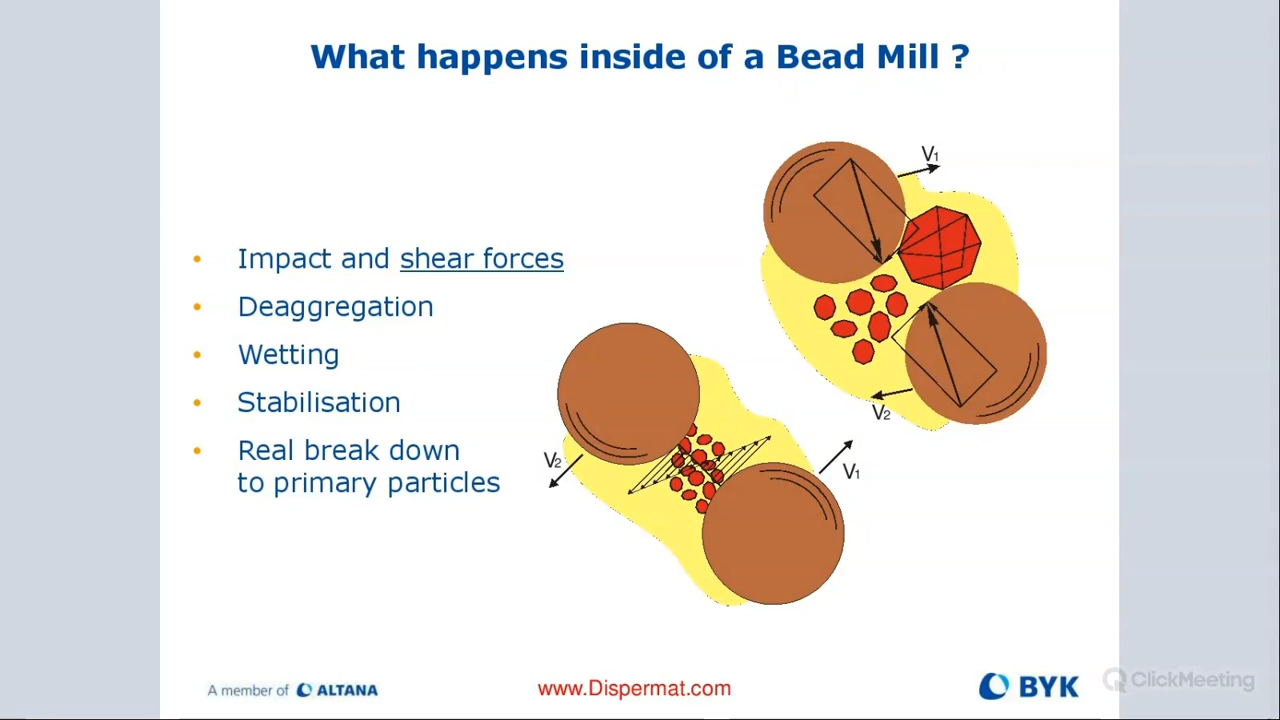 What happens inside of a Bead Mill ?
• Impact and shear forces
• Deaggregation
• Wetting
• Stabilisation
• Real break down
to primary particles
V1
V2
V2
V1
A member of ALTANA
www.Dispermat.com
BYK
ClickMeeting